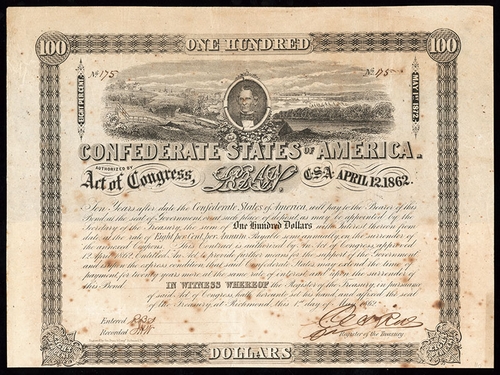 100 ONE HUNDRED 100
No 175 No 175
EIGHT PER CENT. MAY 1ST 1872
CONFEDERATE STATES OF AMERICA.
AUTHORIZED BY
Act of Congress, LOAN C.S.A. APRIL 12, 1862.
Ten Years after date the Confederate States of America, will pay to the Bearer of this
Bond at the seat of Government or at such place of deposit as may be appointed by the
Secretary of the Treasury, the sum of One Hundred Dollars with interest thereon from
date, at the rate of Eight per Cent. per Annum, Payable semi-annually, on the surrender of
the annexed Coupons. This Contract is authorized by An Act of Congress, approved
12 April 1862. Entitled An Act to provide further means for the support of the Government
and is upon the express condition that said Confederate States may extend the time of
payment for twenty years more at the same rate of interest and upon the surrender of
this Bond. IN WITNESS WHEREOF the Register of the Treasury, in pursuance
of said Act of Congress, hath hereunto set his hand and affixed the seal
of the Treasury, at Richmond, this 1st day of May 1862
Entered
Recorded Register of the Treasury.
DOLLARS